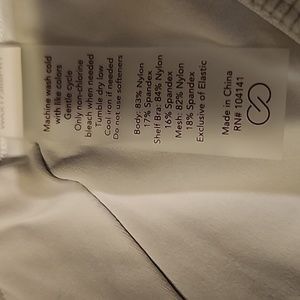 Machine wash cold
with like colors
Gentle cycle
Only non-chlorine
bleach when needed
Tumble dry low
Cool iron if needed
Do not use softeners
Body: 83% Nylon
17% Spandex
Shelf Bra: 84% Nylon
16% Spandex
Mesh: 82% Nylon
18% Spandex
Exclusive of Elastic
Made in China
RN# 104141